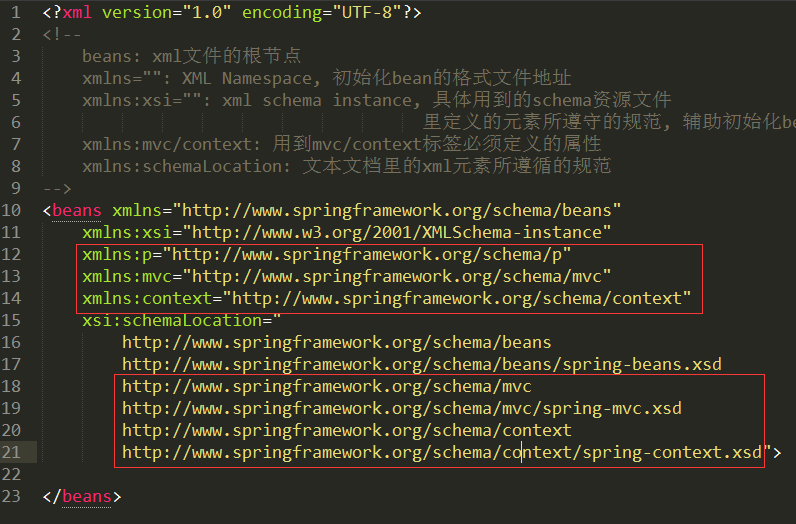 1 <?xml version="1.0" encoding="UTF-8"?>
2 <!--
3 beans: xml文件的根节点
4 xmlns="": XML Namespace, 初始化bean的格式文件地址
5 xmlns:xsi="": xml schema instance, 具体用到的schema资源文件
6 里定义的元素所遵守的规范, 辅助初始化be
7 xmlns:mvc/context: 用到mvc/context标签必须定义的属性
8 xmlns:schemaLocation: 文本文档里的xml元素所遵循的规范
9 -->
10 <beans xmlns="http://www.springframework.org/schema/beans"
11 xmlns:xsi="http://www.w3.org/2001/XMLSchema-instance"
12 xmlns:p="http://www.springframework.org/schema/p"
13 xmlns:mvc="http://www.springframework.org/schema/mvc"
14 xmlns:context="http://www.springframework.org/schema/context"
15 xsi:schemaLocation="
16 http://www.springframework.org/schema/beans
17 http://www.springframework.org/schema/beans/spring-beans.xsd
18 http://www.springframework.org/schema/mvc
19 http://www.springframework.org/schema/mvc/spring-mvc.xsd
20 http://www.springframework.org/schema/context
21 http://www.springframework.org/schema/context/spring-context.xsd">
22
23 </beans>